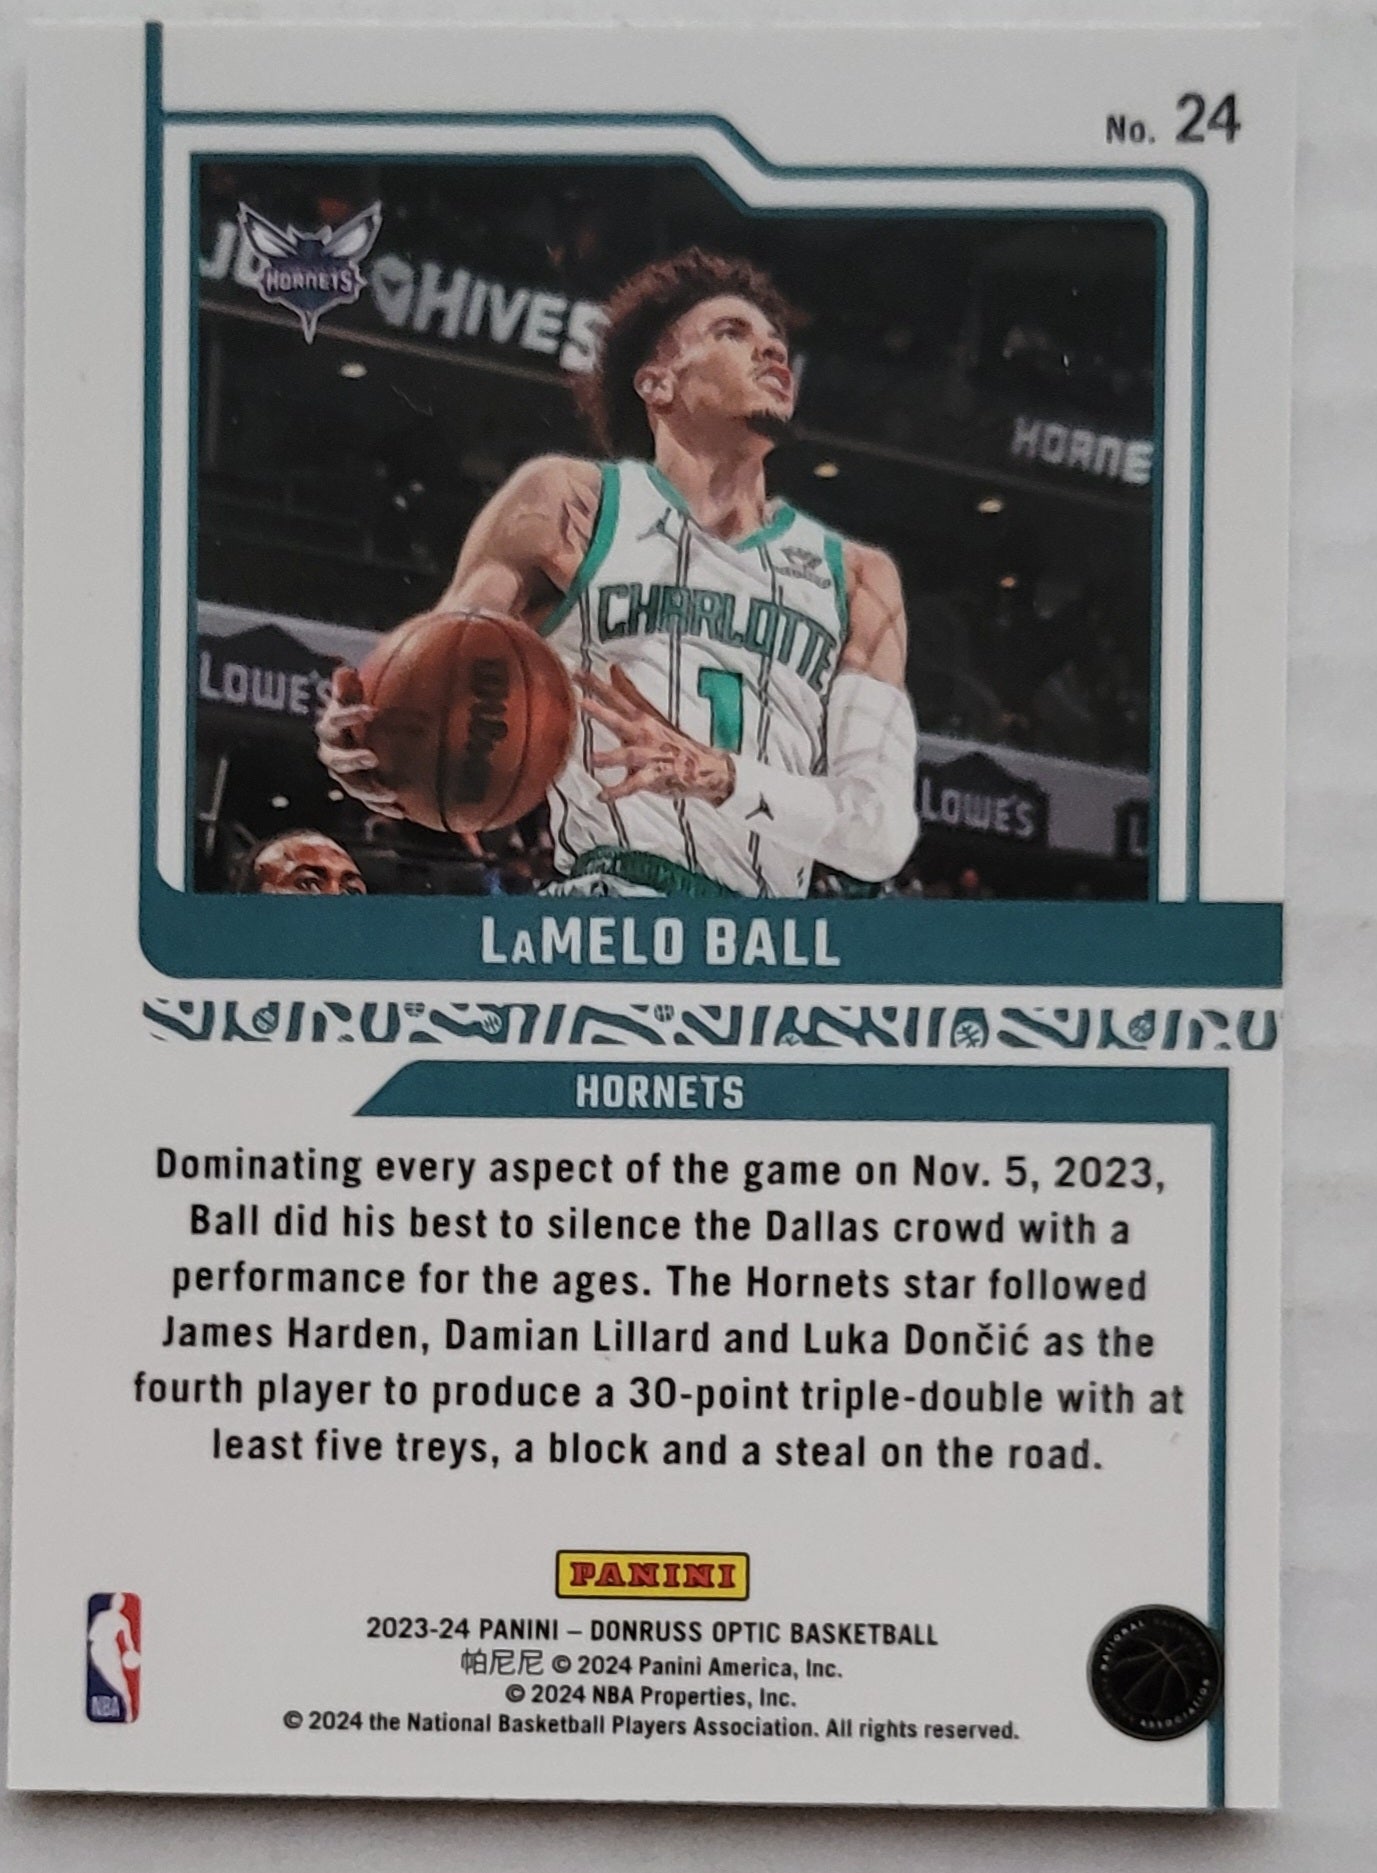 No. 24
HORNETS
HIVES
HORNE
CHARLOTTE
1
LOWE'S
LOWE'S
LaMELO BALL
HORNETS
Dominating every aspect of the game on Nov. 5, 2023,
Ball did his best to silence the Dallas crowd with a
performance for the ages. The Hornets star followed
James Harden, Damian Lillard and Luka Dončić as the
fourth player to produce a 30-point triple-double with at
least five treys, a block and a steal on the road.
PANINI
2023-24 PANINI – DONRUSS OPTIC BASKETBALL
帕尼尼 © 2024 Panini America, Inc.
© 2024 NBA Properties, Inc.
© 2024 the National Basketball Players Association. All rights reserved.
NBA
NATIONAL BASKETBALL PLAYERS ASSOCIATION